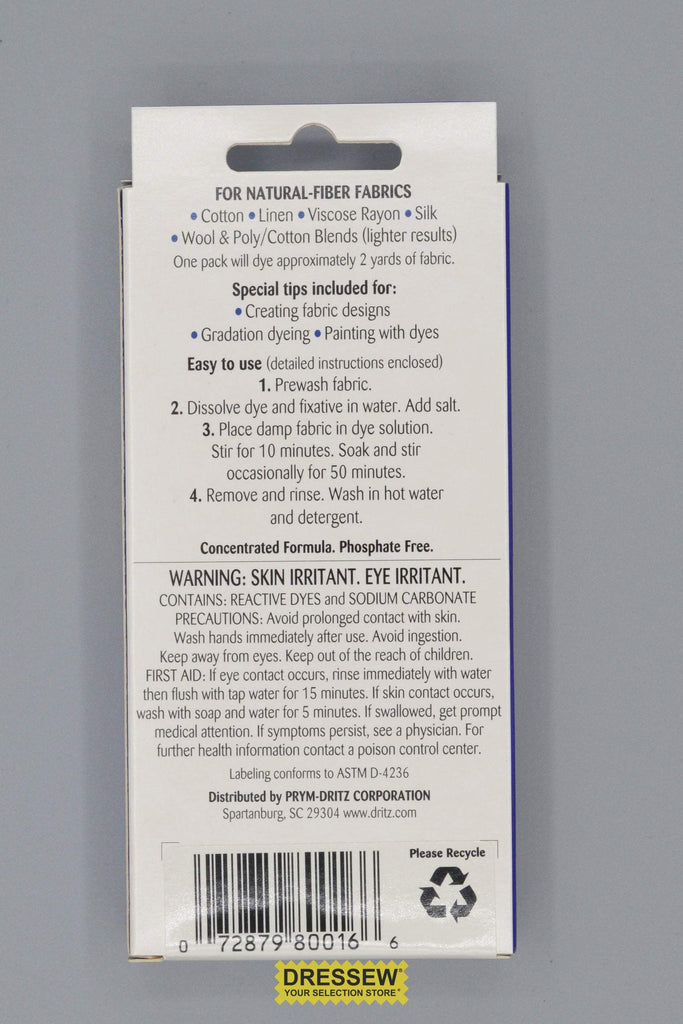 FOR NATURAL-FIBER FABRICS
• Cotton • Linen • Viscose Rayon • Silk
• Wool & Poly/Cotton Blends (lighter results)
One pack will dye approximately 2 yards of fabric.
Special tips included for:
• Creating fabric designs
• Gradation dyeing • Painting with dyes
Easy to use (detailed instructions enclosed)
1. Prewash fabric.
2. Dissolve dye and fixative in water. Add salt.
3. Place damp fabric in dye solution.
Stir for 10 minutes. Soak and stir
occasionally for 50 minutes.
4. Remove and rinse. Wash in hot water
and detergent.
Concentrated Formula. Phosphate Free.
WARNING: SKIN IRRITANT. EYE IRRITANT.
CONTAINS: REACTIVE DYES and SODIUM CARBONATE
PRECAUTIONS: Avoid prolonged contact with skin.
Wash hands immediately after use. Avoid ingestion.
Keep away from eyes. Keep out of the reach of children.
FIRST AID: If eye contact occurs, rinse immediately with water
then flush with tap water for 15 minutes. If skin contact occurs,
wash with soap and water for 5 minutes. If swallowed, get prompt
medical attention. If symptoms persist, see a physician. For
further health information contact a poison control center.
Labeling conforms to ASTM D-4236
Distributed by PRYM-DRITZ CORPORATION
Spartanburg, SC 29304 www.dritz.com
Please Recycle
0 72879 80016 6
DRESSEW®
YOUR SELECTION STORE®